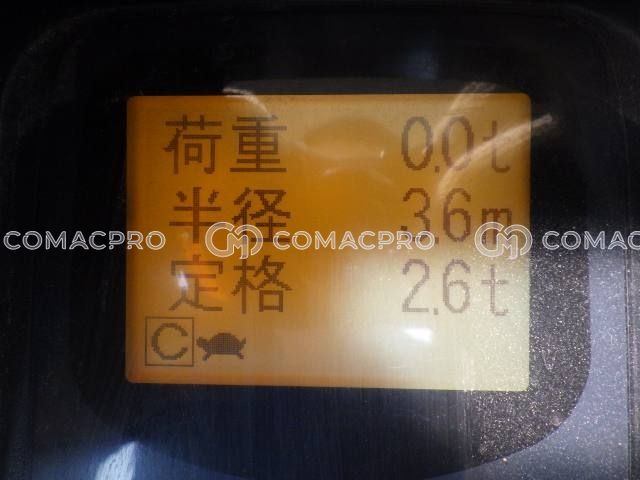 荷重 0.0t
半径 3.6m
COMACPRO COMACPRO COMACPRO
定格 2.6t
C